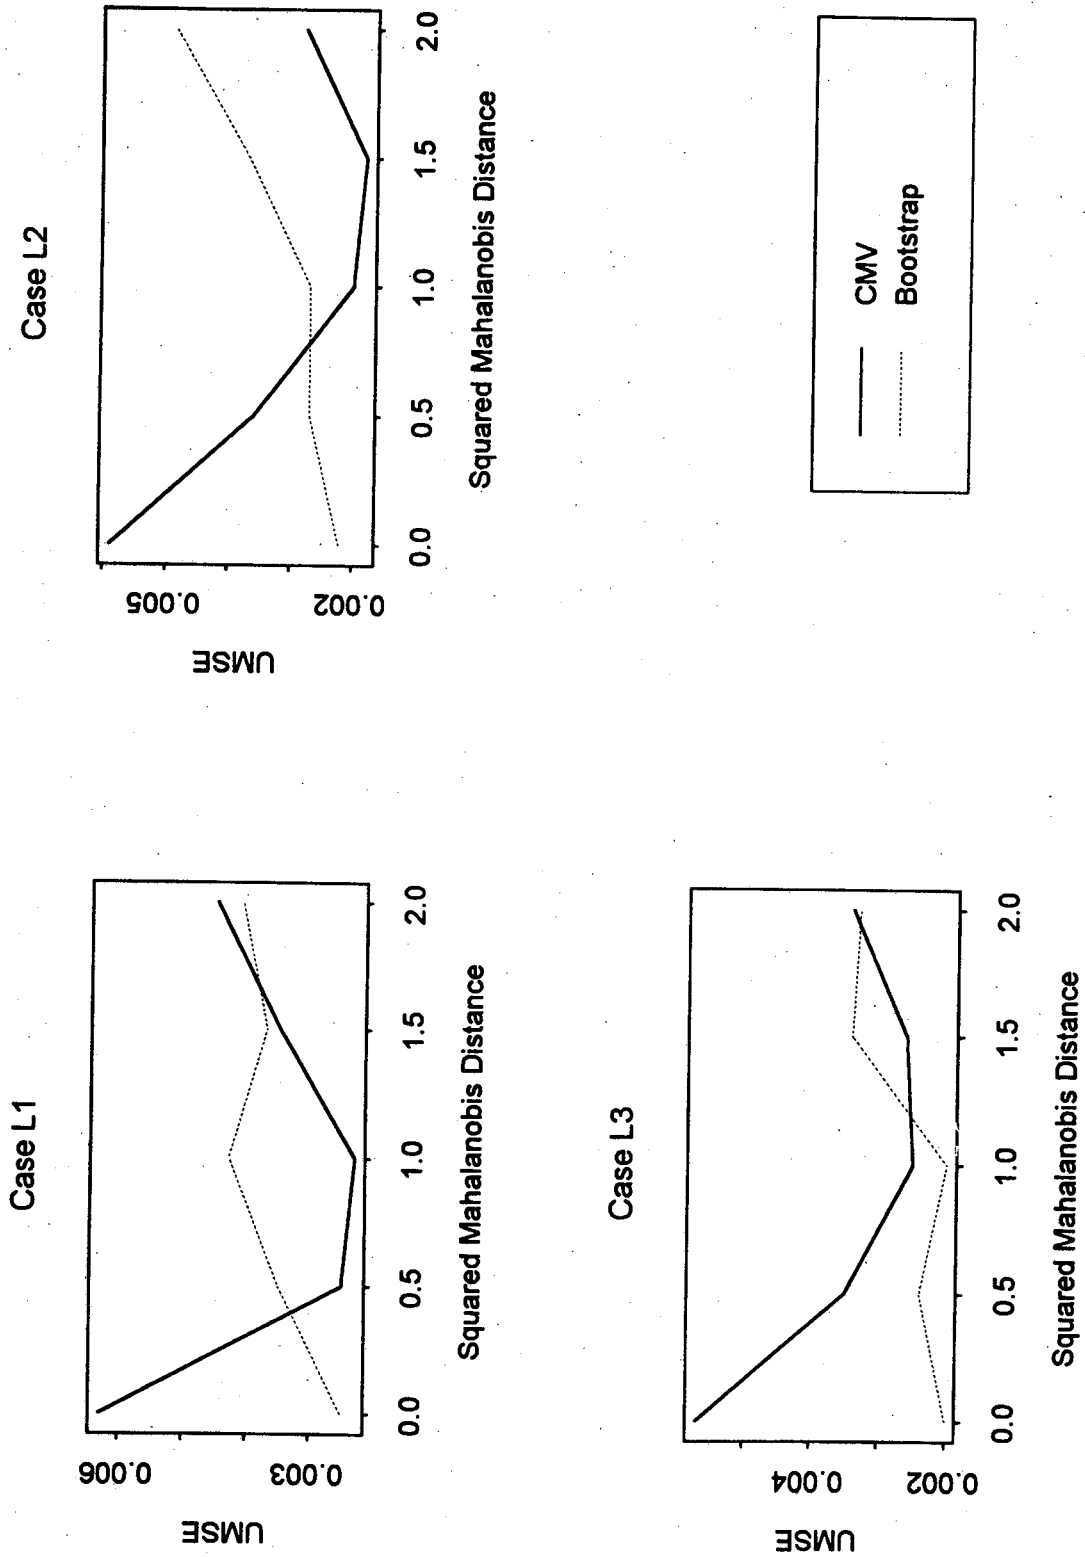 Case L1
UMSE
0.006
0.003
0.0 0.5 1.0 1.5 2.0
Squared Mahalanobis Distance
Case L2
UMSE
0.005
0.002
0.0 0.5 1.0 1.5 2.0
Squared Mahalanobis Distance
Case L3
UMSE
0.004
0.002
0.0 0.5 1.0 1.5 2.0
Squared Mahalanobis Distance
CMV
Bootstrap